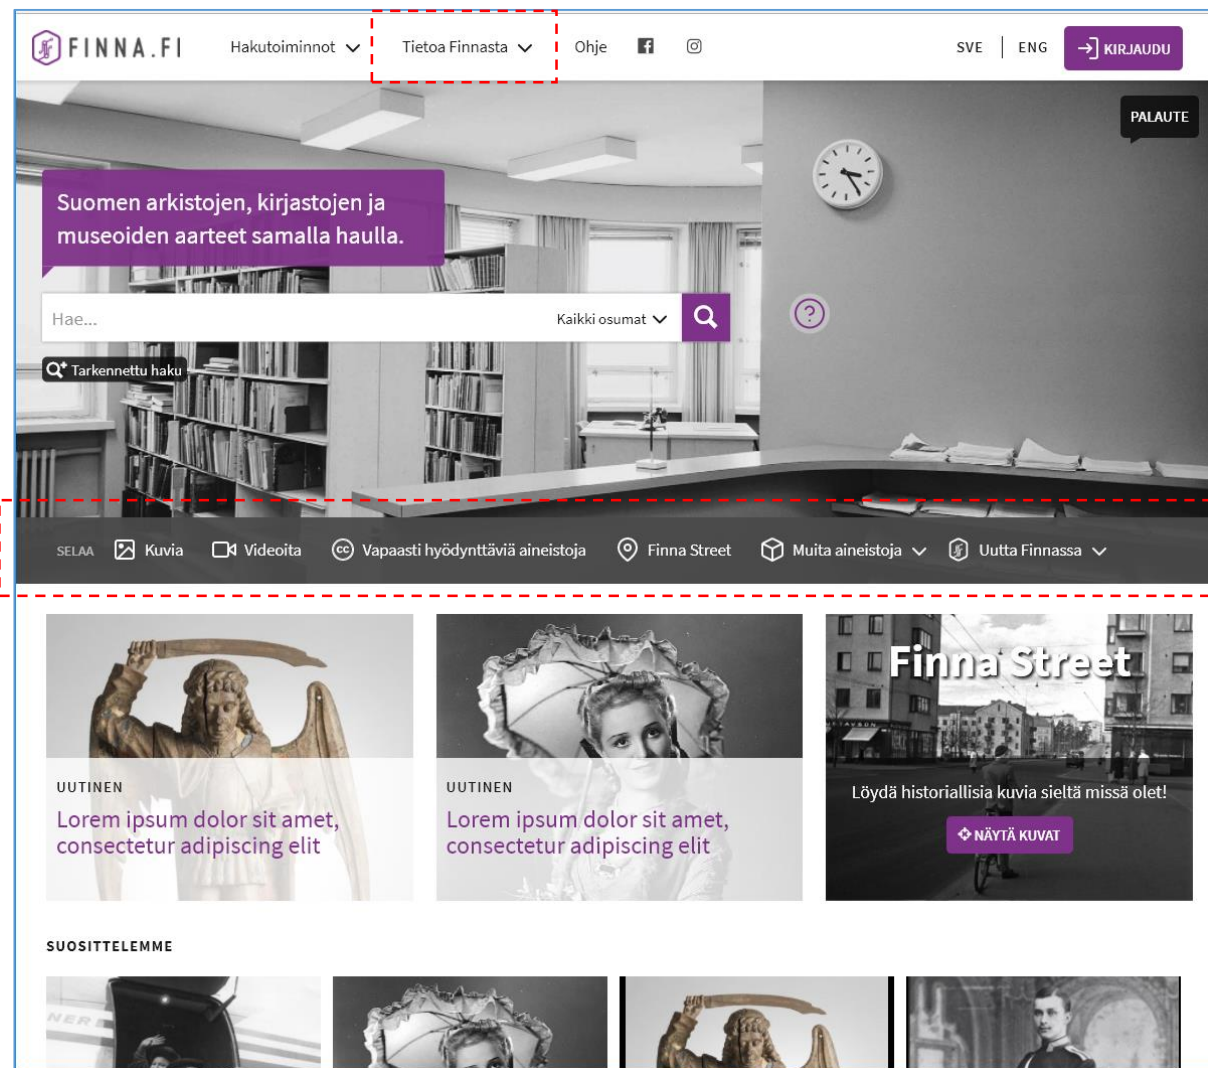 FINNA.FI
Hakutoiminnot
Tietoa Finnasta
Ohje
SVE
ENG
KIRJAUDU
PALAUTE
Suomen arkistojen, kirjastojen ja
museoiden aarteet samalla haulla.
Hae...
Kaikki osumat
?
Tarkennettu haku
SELAA
Kuvia
Videoita
cc
Vapaasti hyödynttäviä aineistoja
Finna Street
Muita aineistoja
Uutta Finnassa
UUTINEN
Lorem ipsum dolor sit amet,
consectetur adipiscing elit
UUTINEN
Lorem ipsum dolor sit amet,
consectetur adipiscing elit
Finna Street
Löydä historiallisia kuvia sieltä missä olet!
NÄYTÄ KUVAT
SUOSITTELEMME